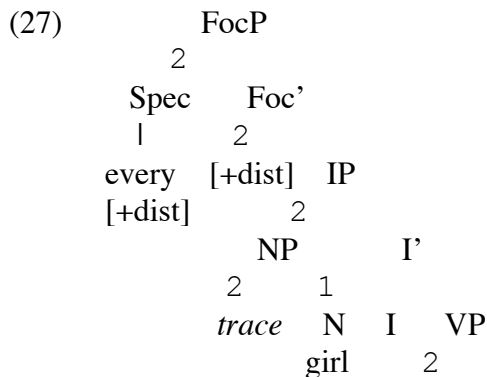 (27) FocP
2
Spec Foc’
| 2
every [+dist] IP
[+dist] 2
NP I’
2 1
trace N I VP
girl 2